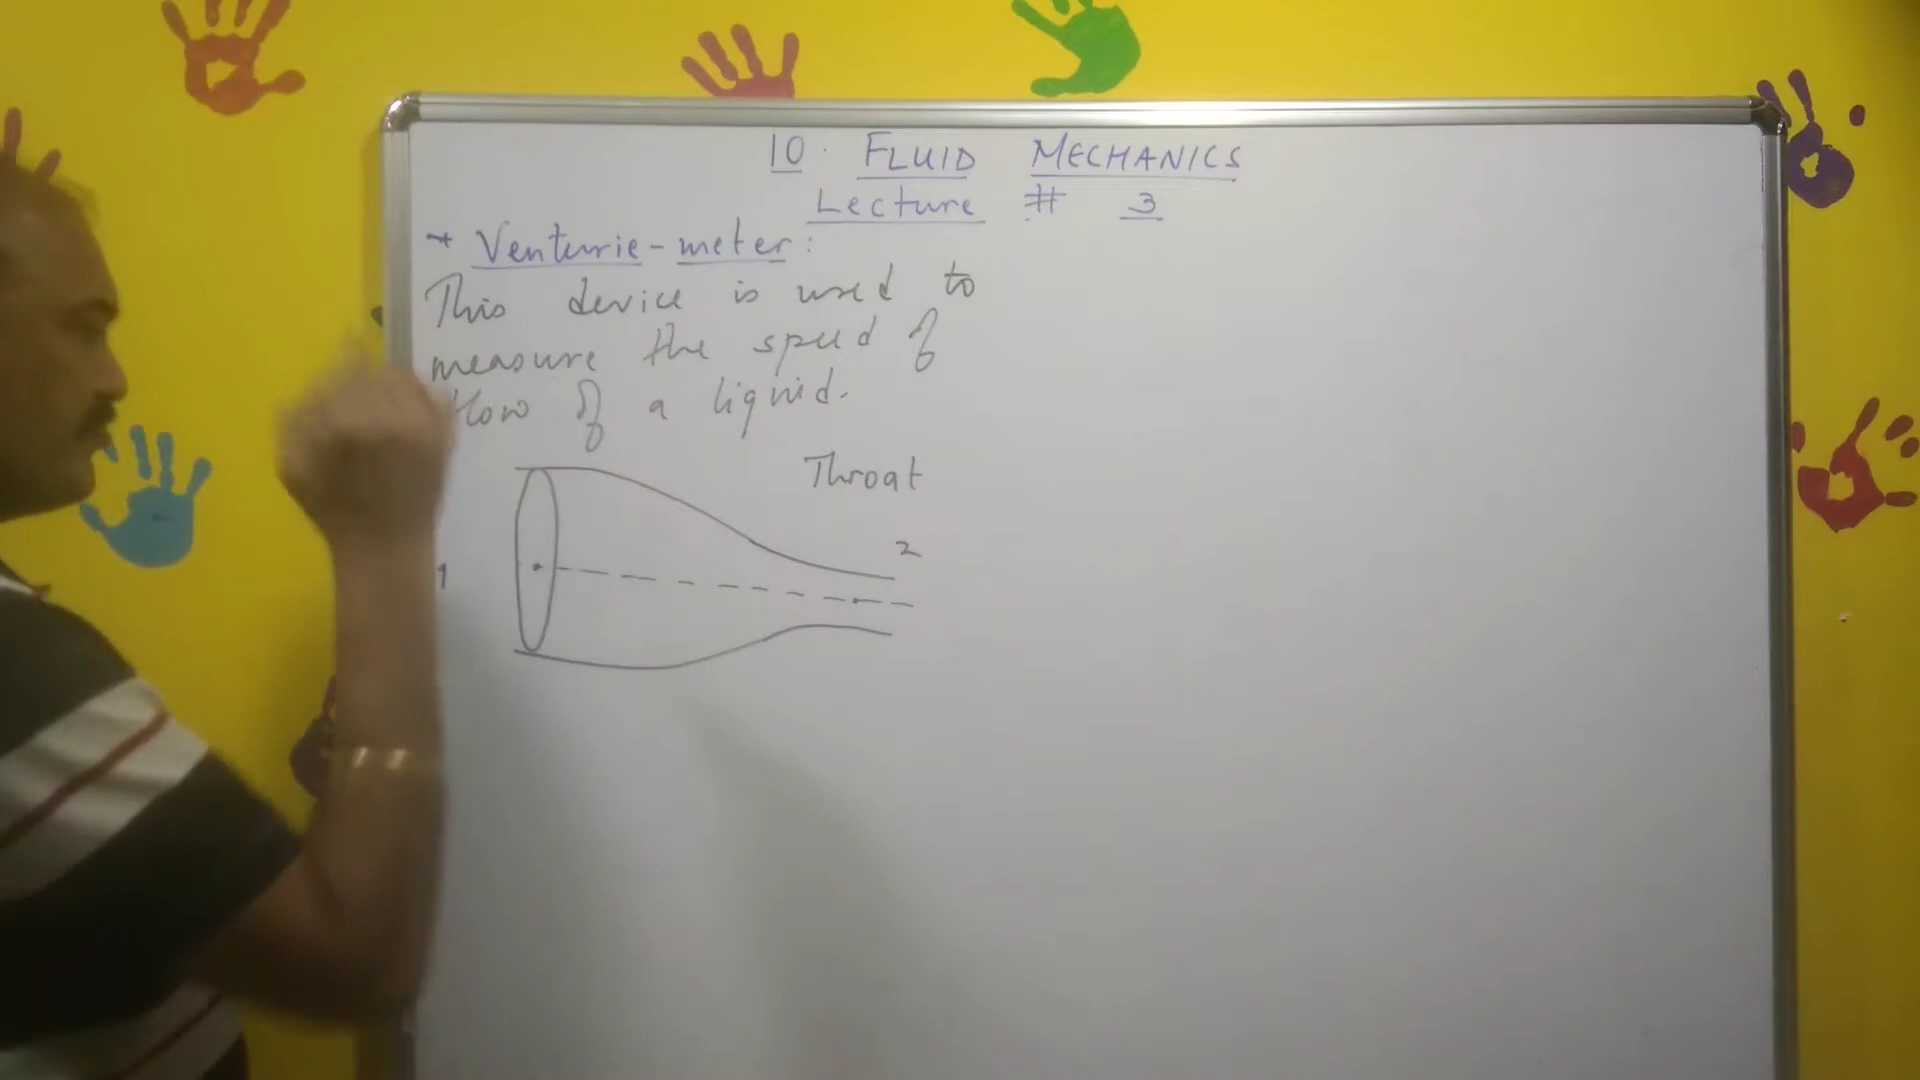 10. FLUID MECHANICS
Lecture # 3
* Venturie-meter:
This device is used to
measure the speed of
flow of a liquid.
Throat
2
1